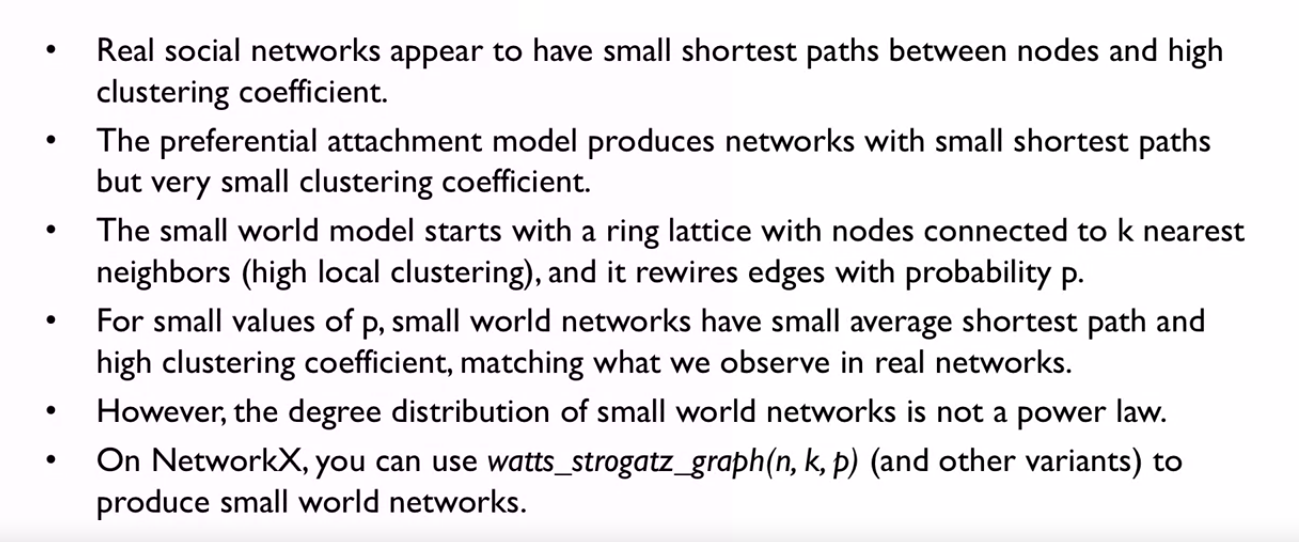 • Real social networks appear to have small shortest paths between nodes and high
clustering coefficient.
• The preferential attachment model produces networks with small shortest paths
but very small clustering coefficient.
• The small world model starts with a ring lattice with nodes connected to k nearest
neighbors (high local clustering), and it rewires edges with probability p.
• For small values of p, small world networks have small average shortest path and
high clustering coefficient, matching what we observe in real networks.
• However, the degree distribution of small world networks is not a power law.
• On NetworkX, you can use watts_strogatz_graph(n, k, p) (and other variants) to
produce small world networks.